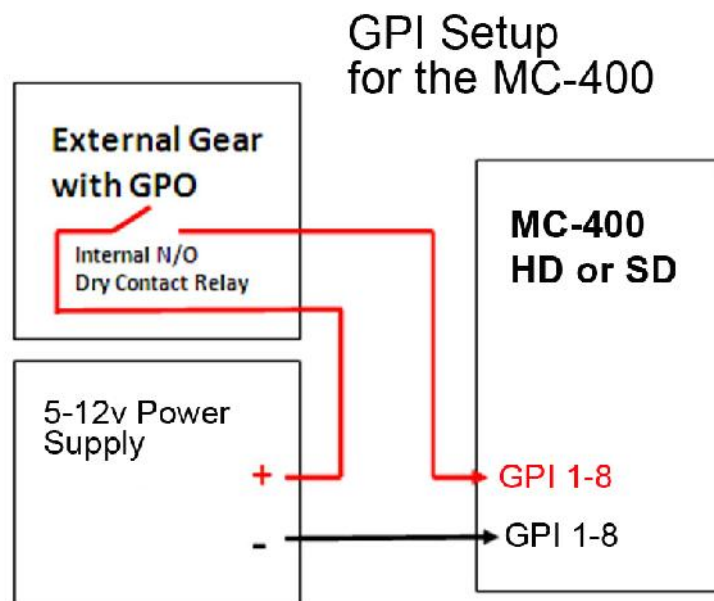 GPI Setup
for the MC-400
External Gear
with GPO
Internal N/O
Dry Contact Relay
MC-400
HD or SD
5-12v Power
Supply
+
-
GPI 1-8
GPI 1-8